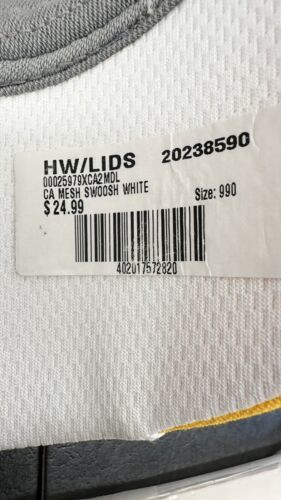 HW/LIDS 20238590
00025979XCA2MDL
CA MESH SWOOSH WHITE
$24.99 Size: 990
402017572820